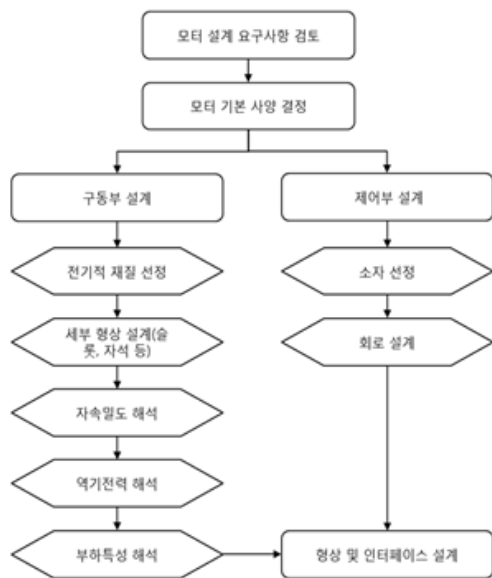 모터 설계 요구사항 검토
모터 기본 사양 결정
구동부 설계
제어부 설계
전기적 재질 선정
소자 선정
세부 형상 설계(슬
롯, 자석 등)
회로 설계
자속밀도 해석
역기전력 해석
부하특성 해석
형상 및 인터페이스 설계